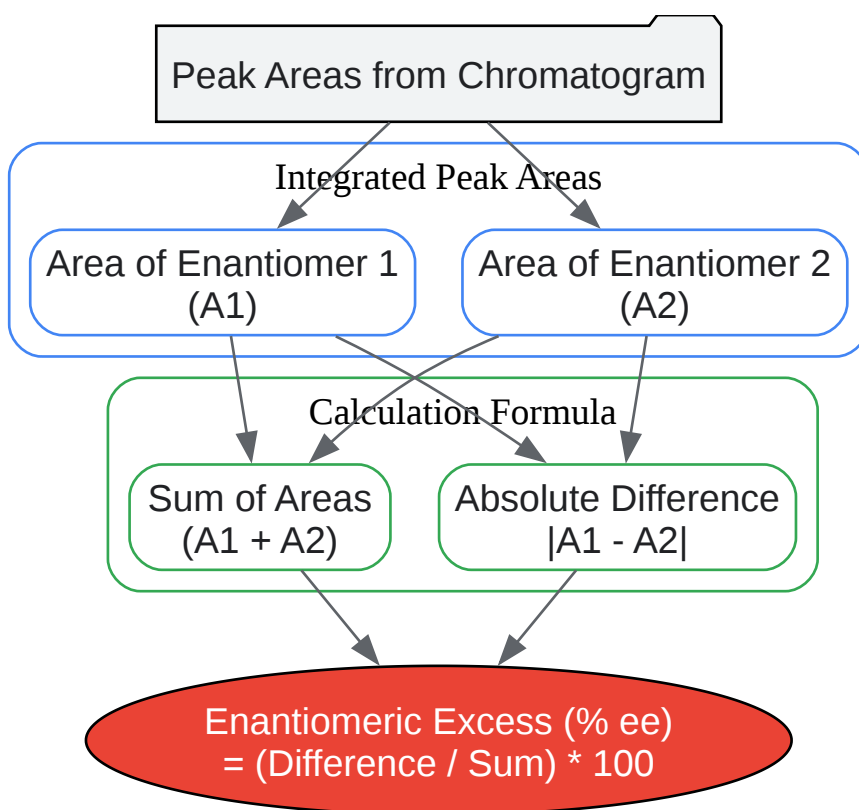 Peak Areas from Chromatogram
Integrated Peak Areas
Area of Enantiomer 1
(A1)
Area of Enantiomer 2
(A2)
Calculation Formula
Sum of Areas
(A1 + A2)
Absolute Difference
|A1 - A2|
Enantiomeric Excess (% ee)
= (Difference / Sum) * 100